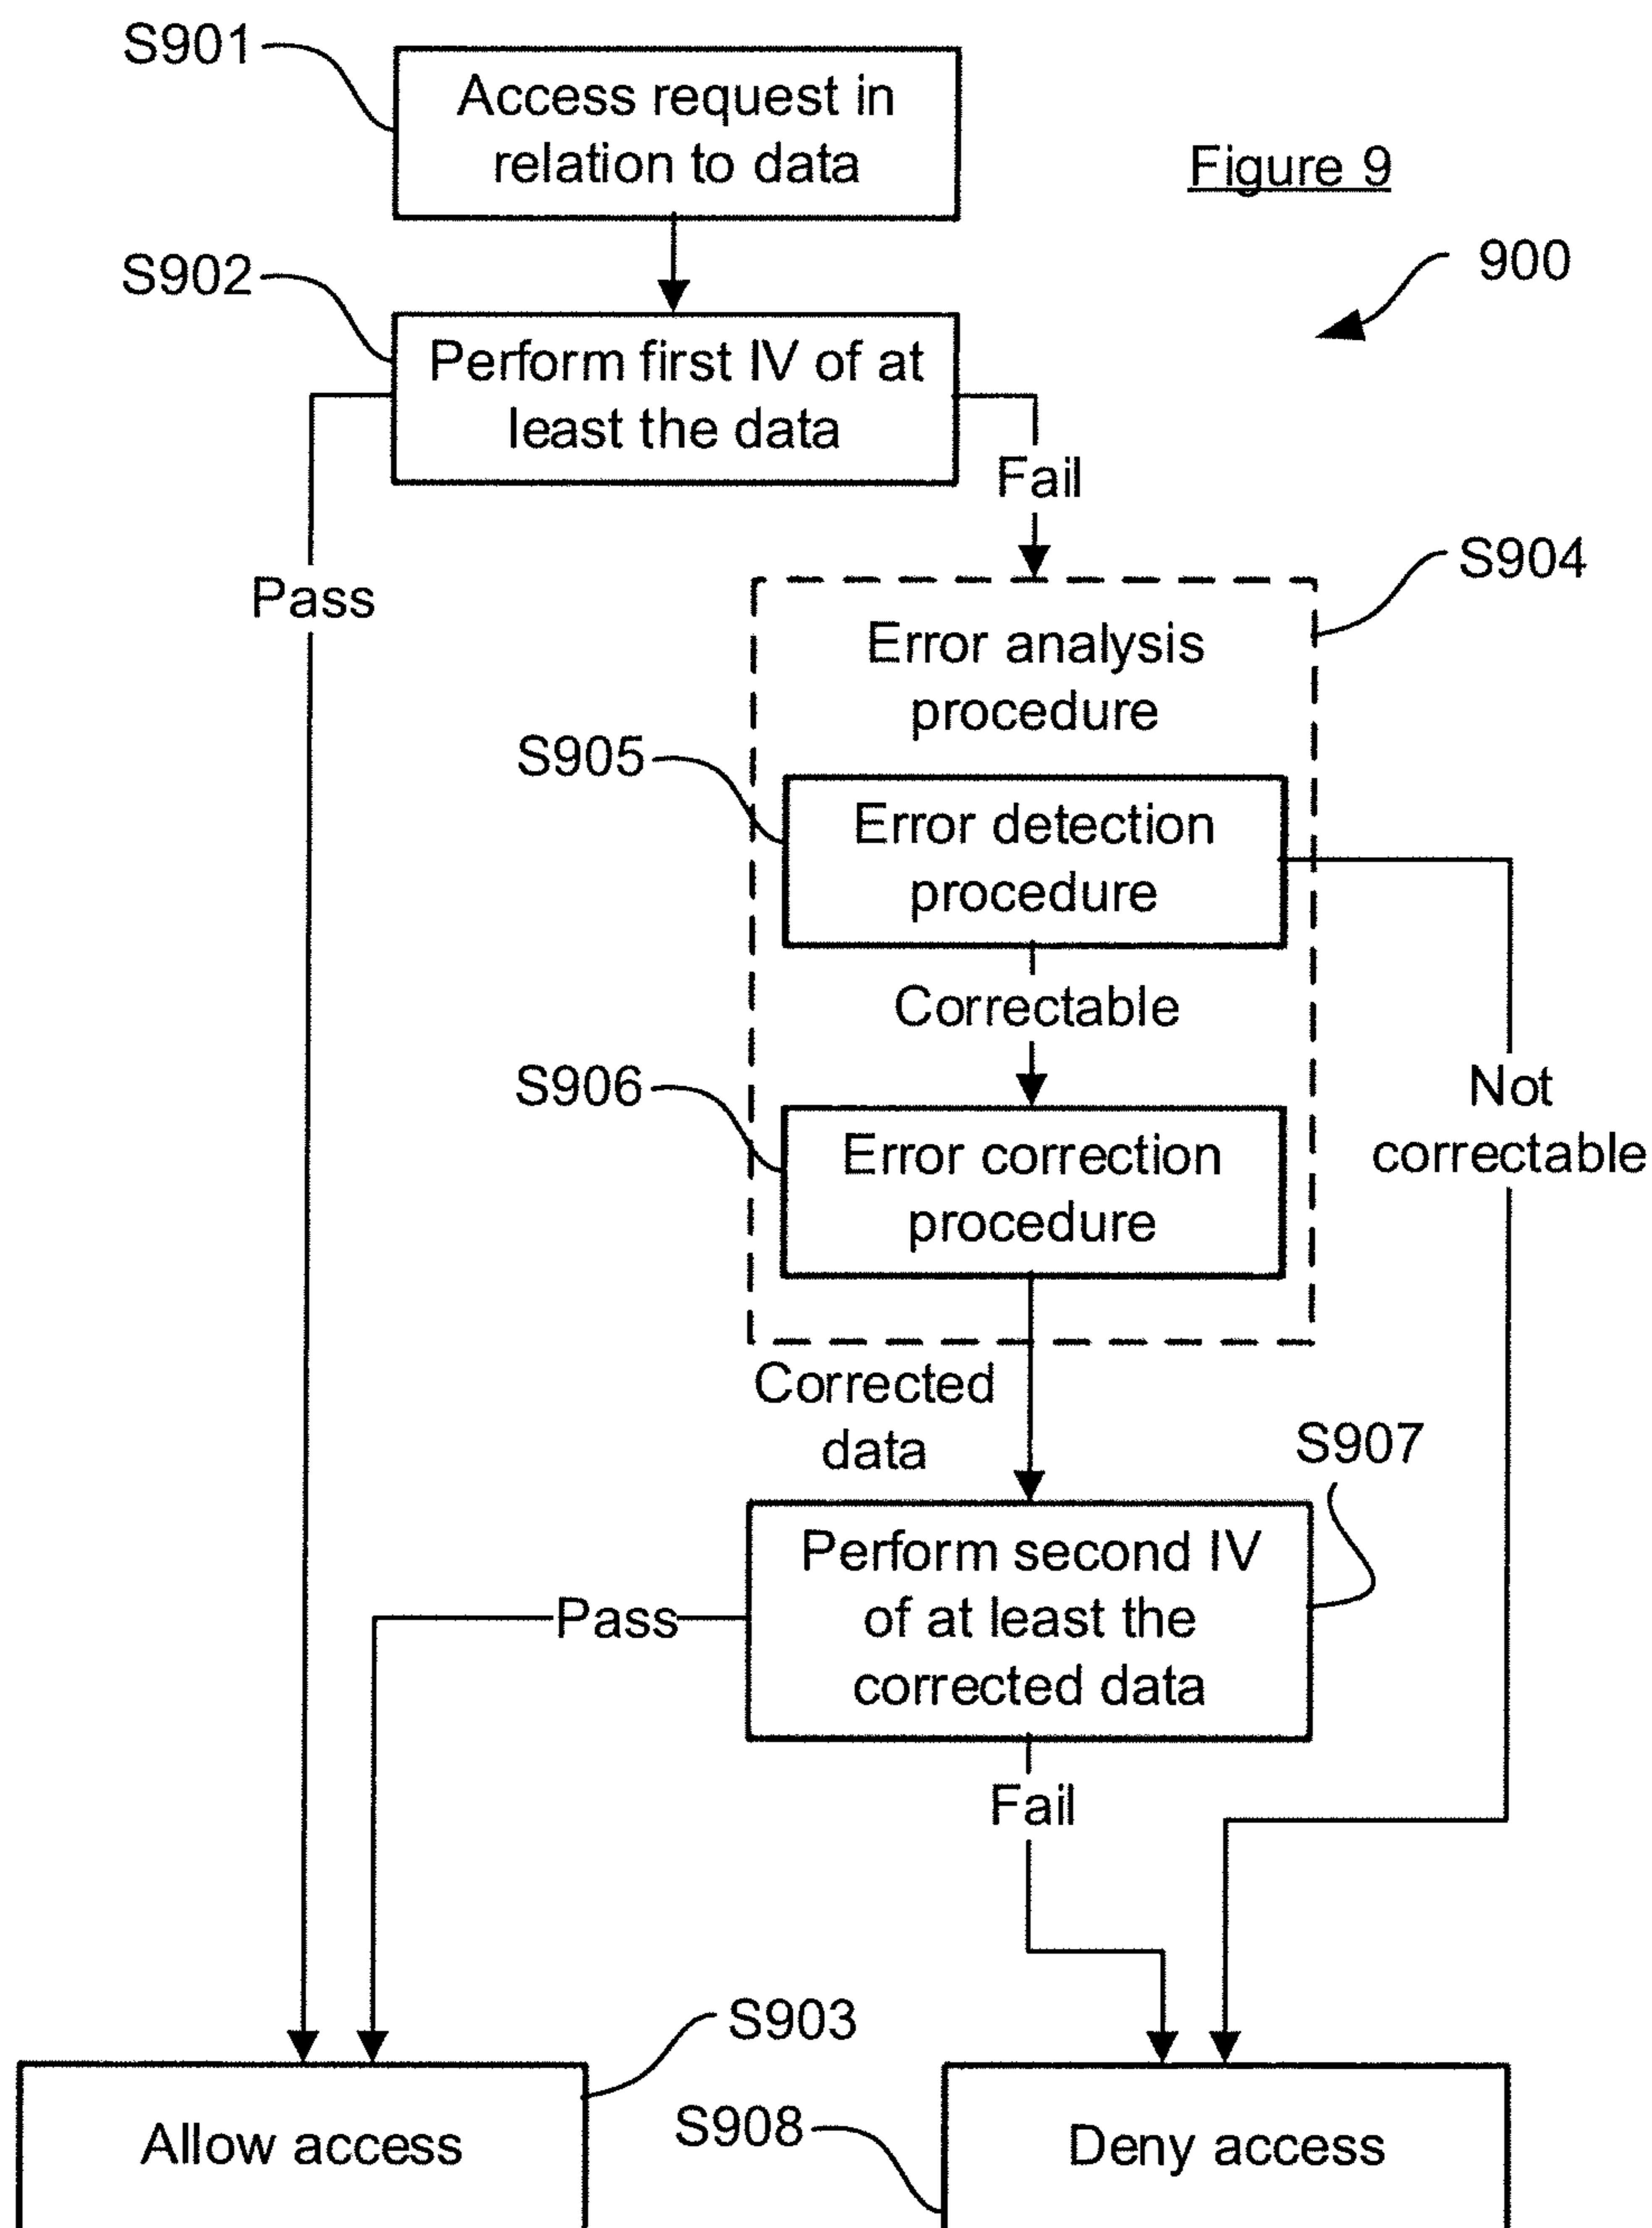 S901
Access request in
relation to data
Figure 9
S902
900
Perform first IV of at
least the data
Fail
S904
Pass
Error analysis
procedure
S905
Error detection
procedure
Correctable
S906
Not
correctable
Error correction
procedure
Corrected
data
S907
Perform second IV
of at least the
corrected data
Pass
Fail
S903
Allow access
S908
Deny access